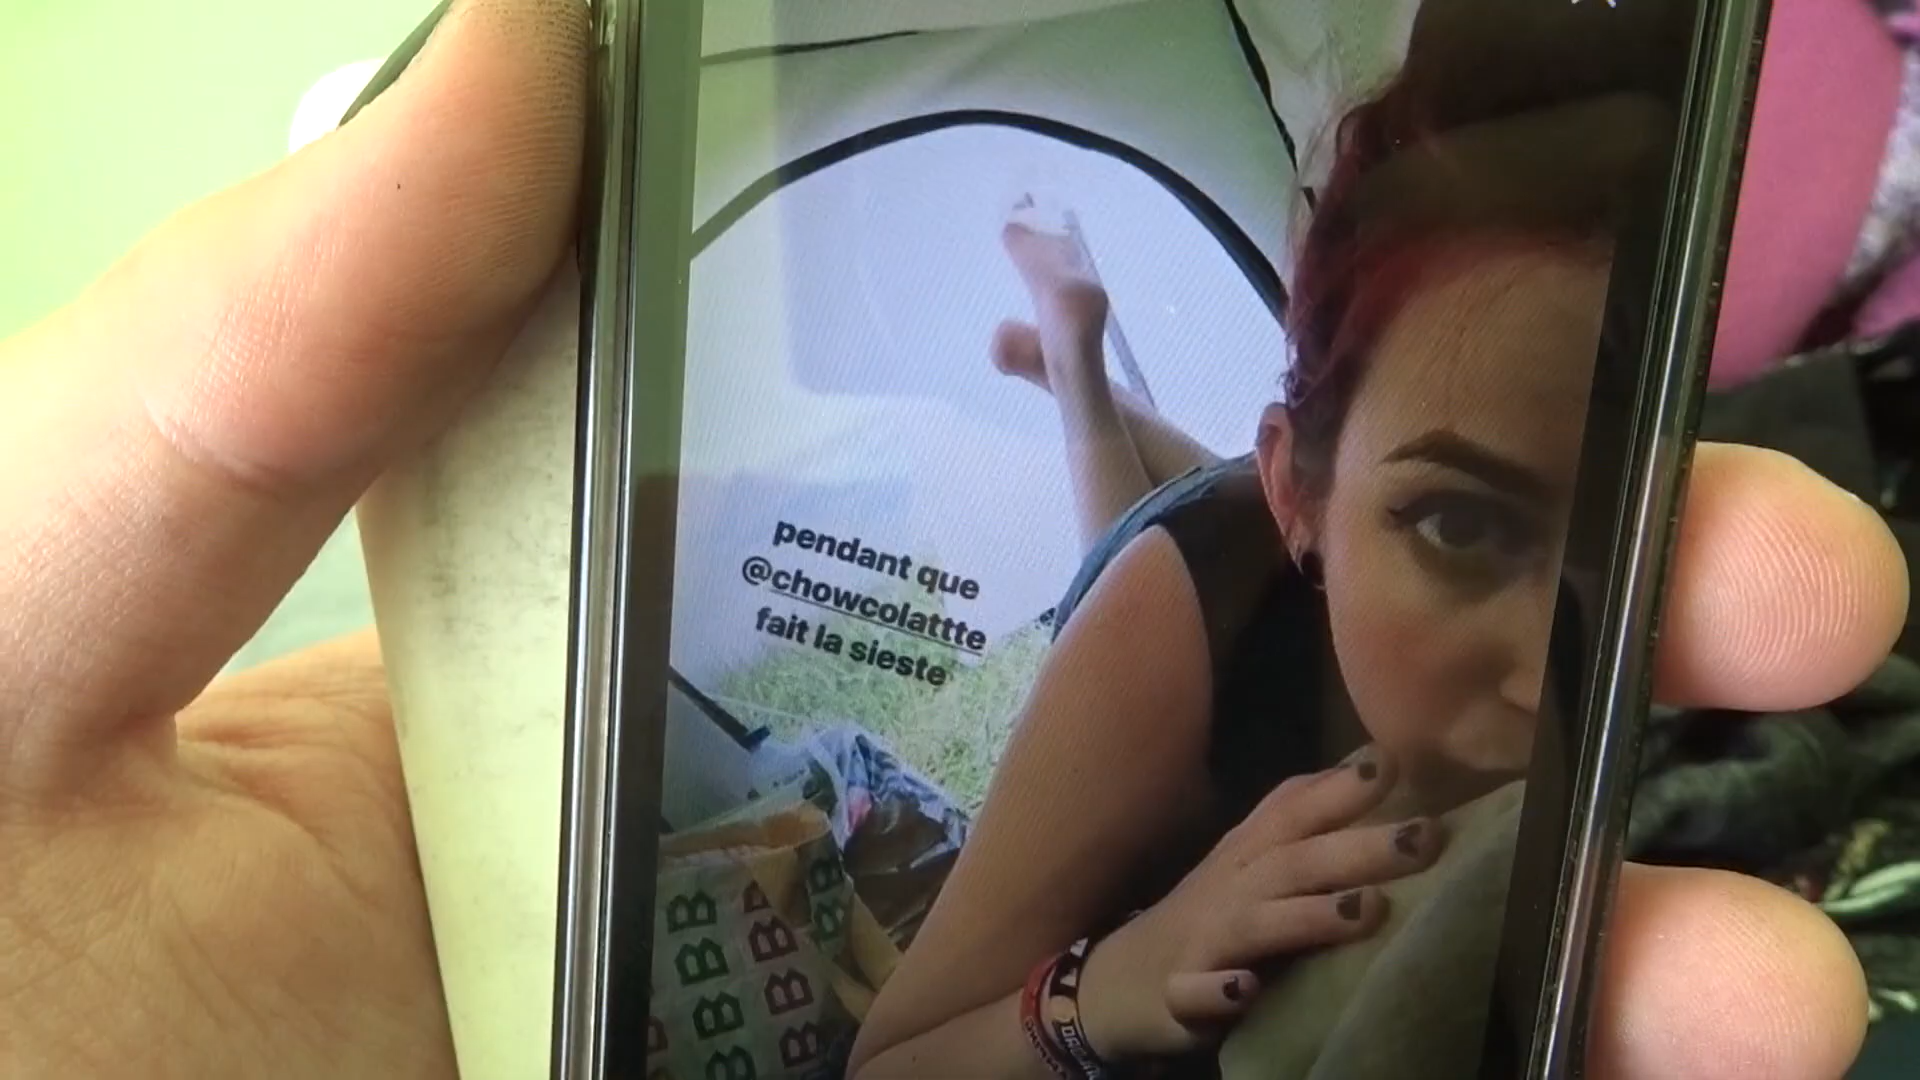 pendant que
@chowcolattte
fait la sieste
B B B
B B
B B
B B